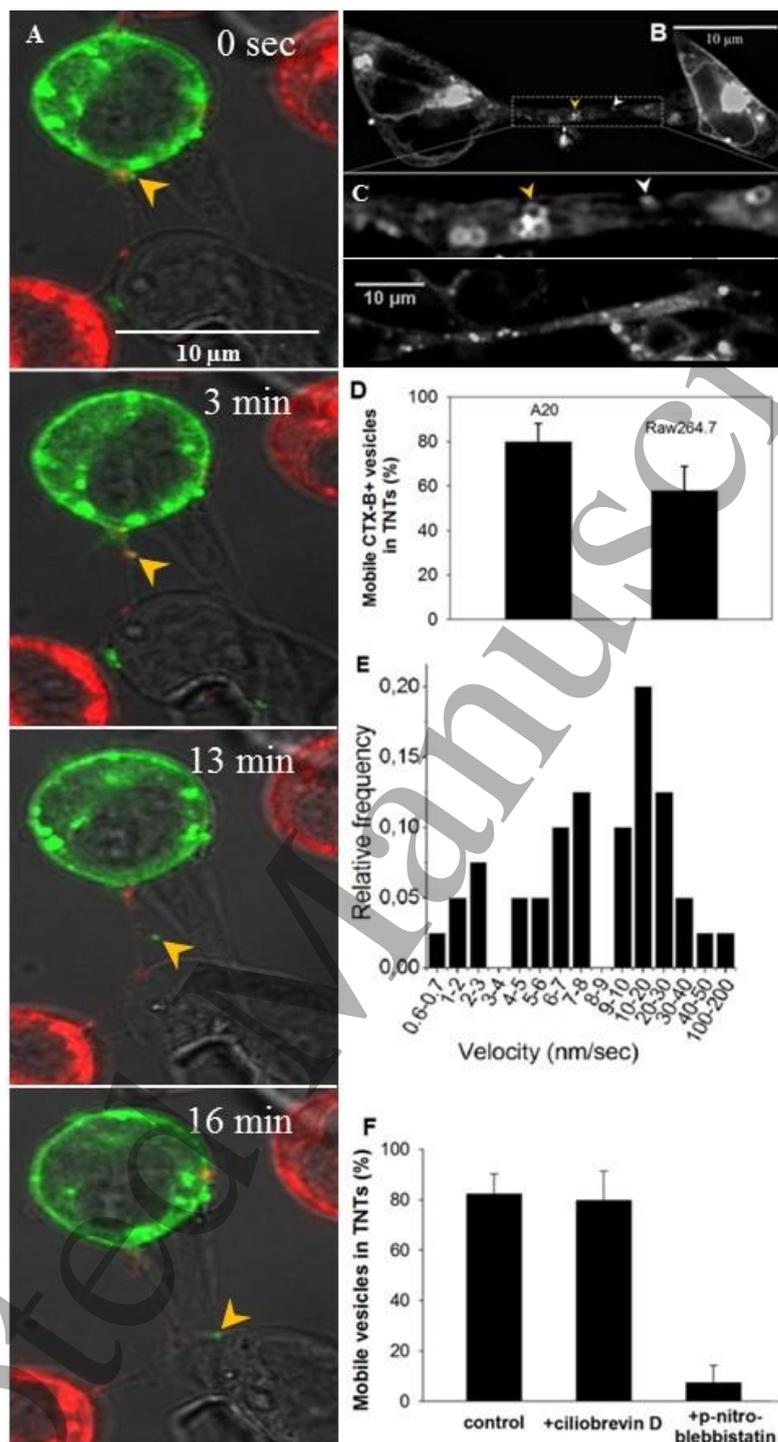 A
0 sec
10 µm
3 min
13 min
16 min
B
10 µm
C
10 µm
D
Mobile CTX-B+ vesicles
in TNTs (%)
100
80
60
40
20
0
A20
Raw264.7
E
Relative frequency
0,20
0,15
0,10
0,05
0,00
0.6-0.7
1-2
2-3
3-4
4-5
5-6
6-7
7-8
8-9
9-10
10-20
20-30
30-40
40-50
100-200
Velocity (nm/sec)
F
Mobile vesicles in TNTs (%)
100
80
60
40
20
0
control
+ciliobrevin D
+p-nitro-
blebbistatin